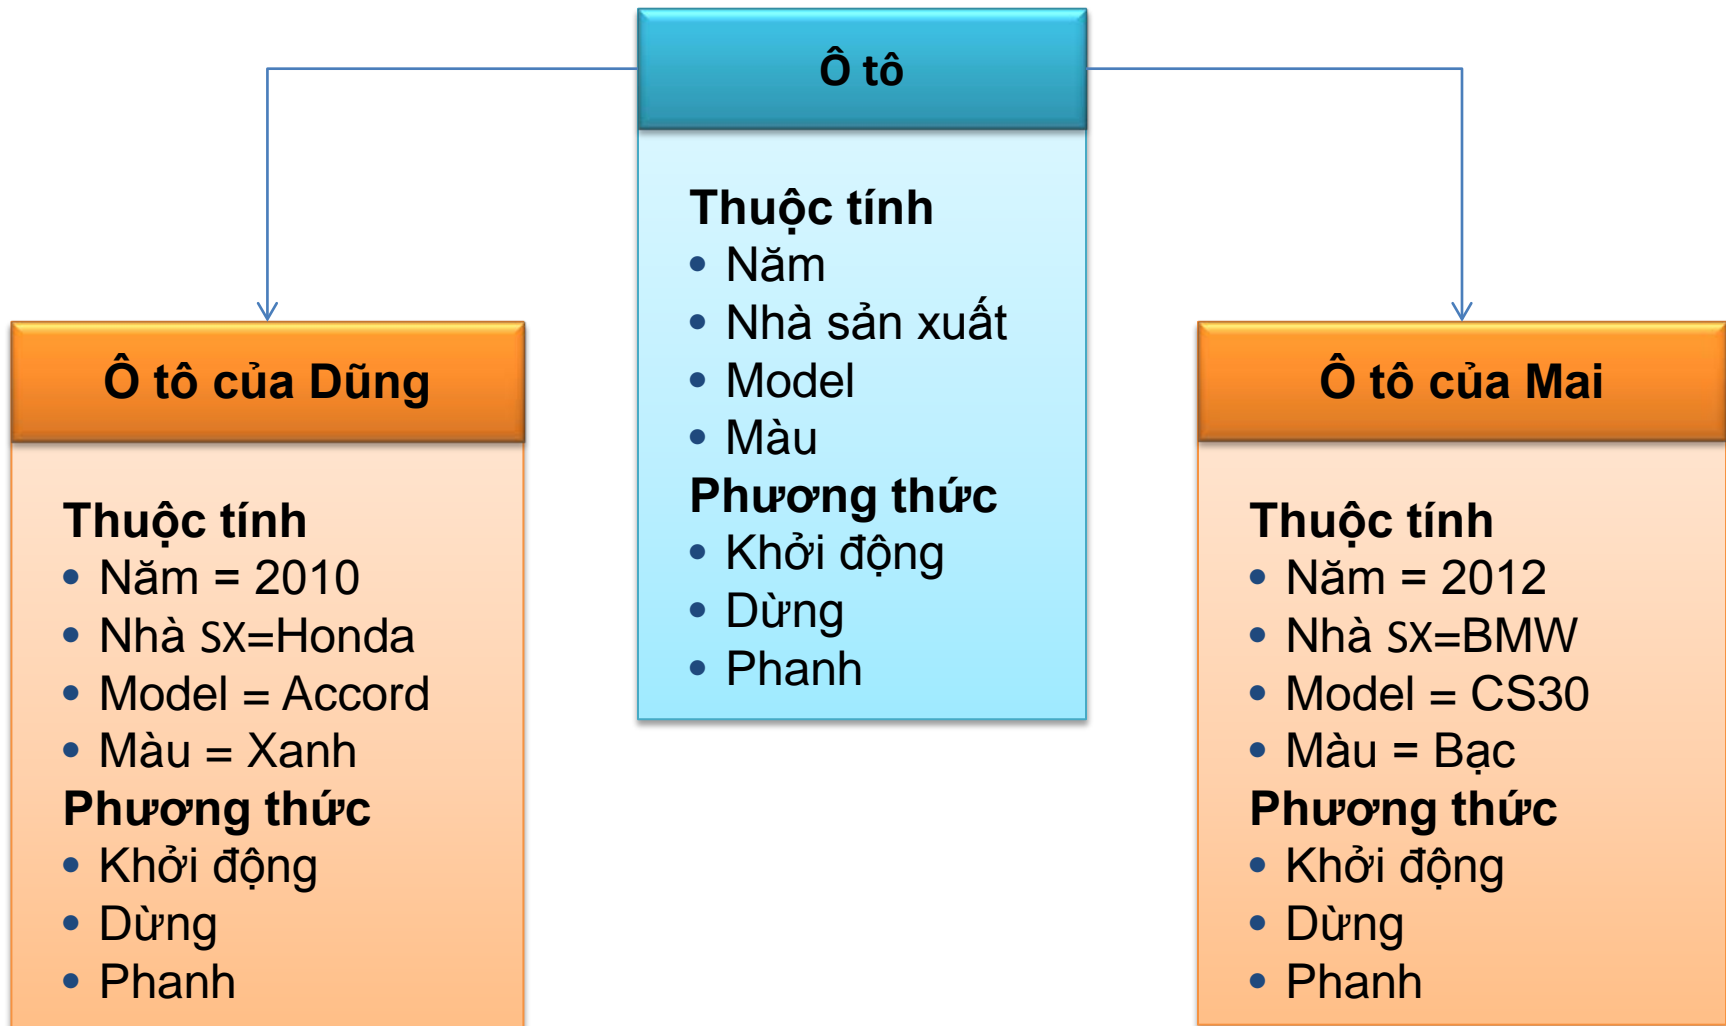 Ô tô
Thuộc tính
• Năm
• Nhà sản xuất
• Model
• Màu
Phương thức
• Khởi động
• Dừng
• Phanh
Ô tô của Dũng
Thuộc tính
• Năm = 2010
• Nhà SX=Honda
• Model = Accord
• Màu = Xanh
Phương thức
• Khởi động
• Dừng
• Phanh
Ô tô của Mai
Thuộc tính
• Năm = 2012
• Nhà SX=BMW
• Model = CS30
• Màu = Bạc
Phương thức
• Khởi động
• Dừng
• Phanh